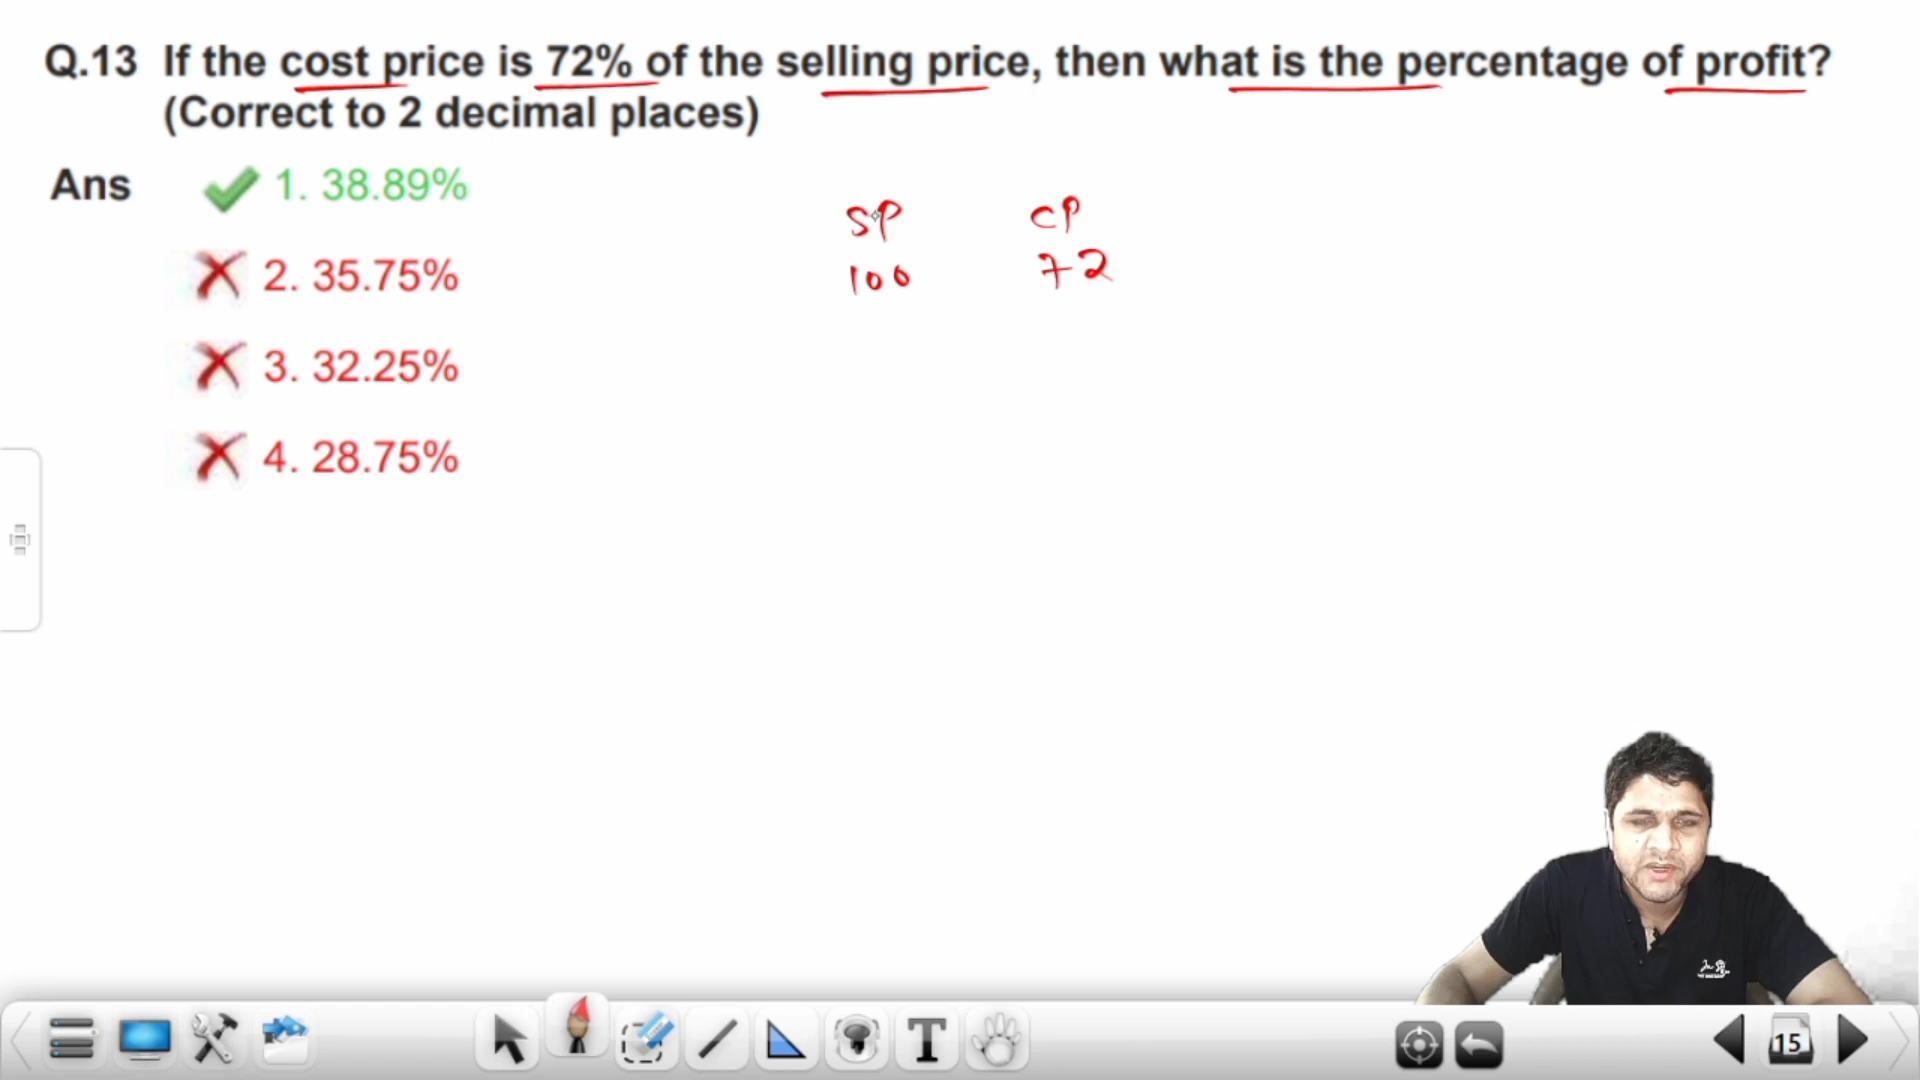 Q.13 If the cost price is 72% of the selling price, then what is the percentage of profit?
(Correct to 2 decimal places)
Ans 1. 38.89%
2. 35.75%
3. 32.25%
4. 28.75%
SP CP
100 72
T
15